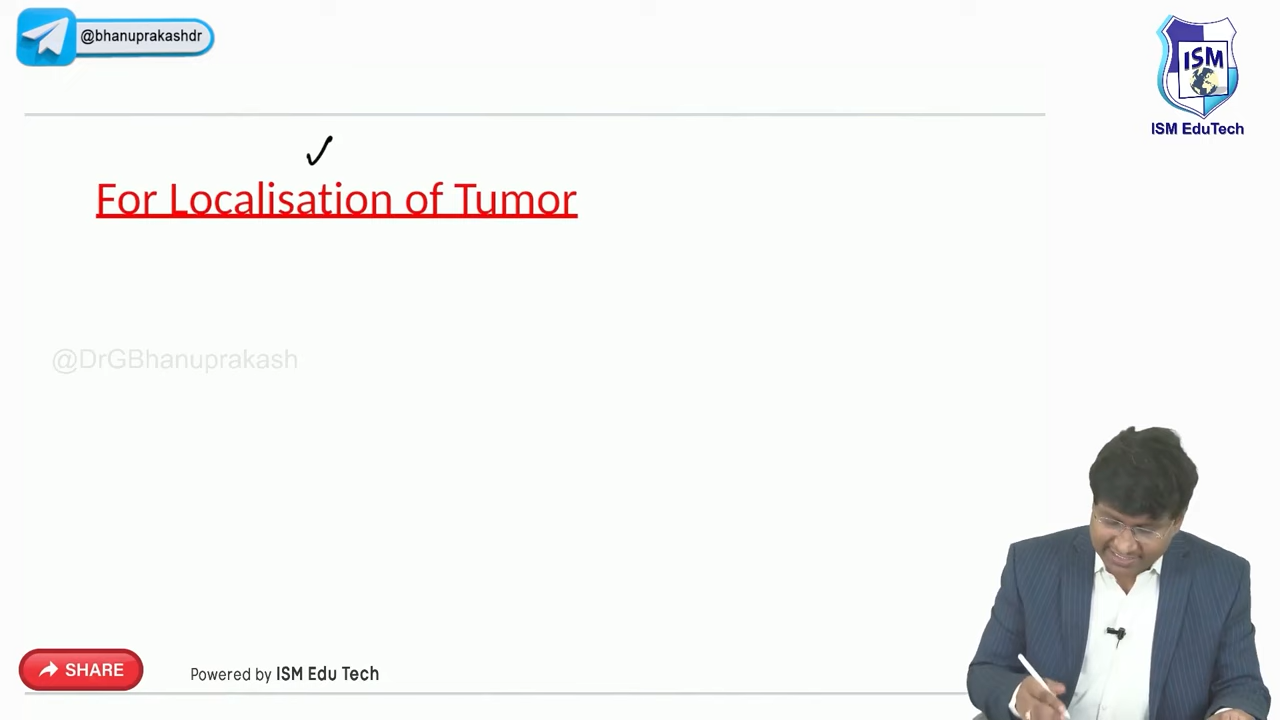 @bhanuprakashdr
ISM
ISM EduTech
For Localisation of Tumor
@DrGBhanuprakash
SHARE
Powered by ISM Edu Tech